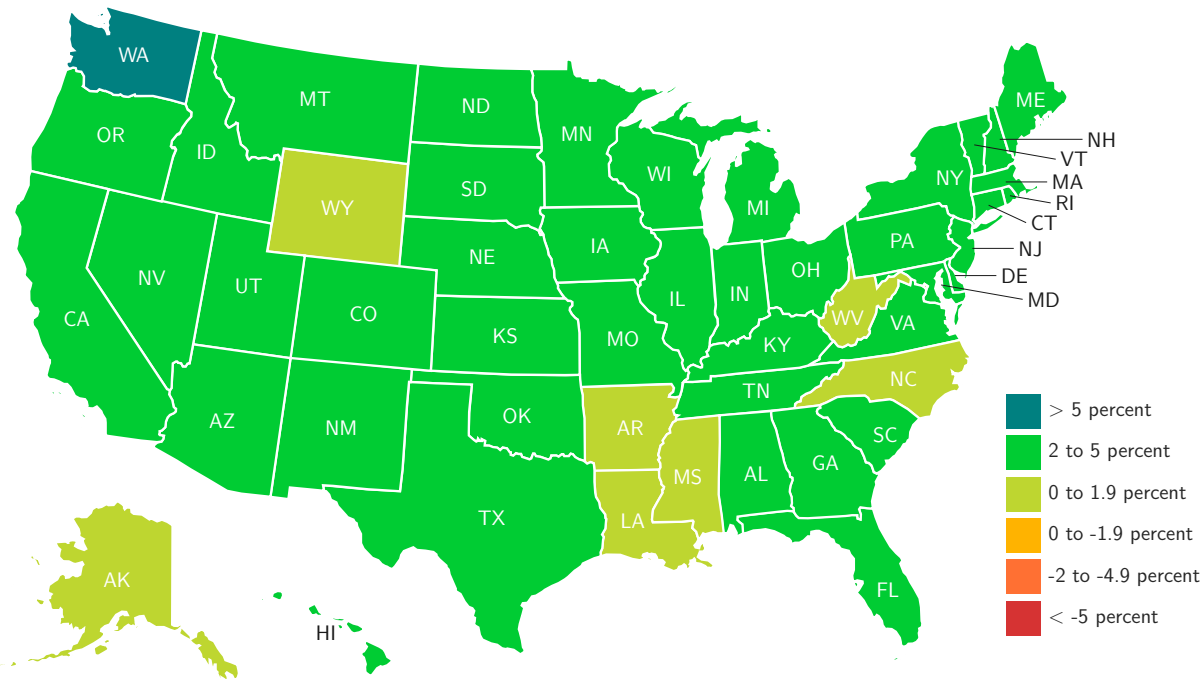 WA
ME
MT
ND
OR
MN
NH
ID
VT
WI
NY
MA
SD
RI
WY
MI
CT
PA
IA
NJ
NE
OH
DE
NV
UT
IL
IN
MD
CO
WV
CA
VA
KS
MO
KY
NC
TN
> 5 percent
OK
AZ
NM
AR
SC
2 to 5 percent
GA
AL
MS
0 to 1.9 percent
TX
LA
0 to -1.9 percent
AK
-2 to -4.9 percent
FL
< -5 percent
HI